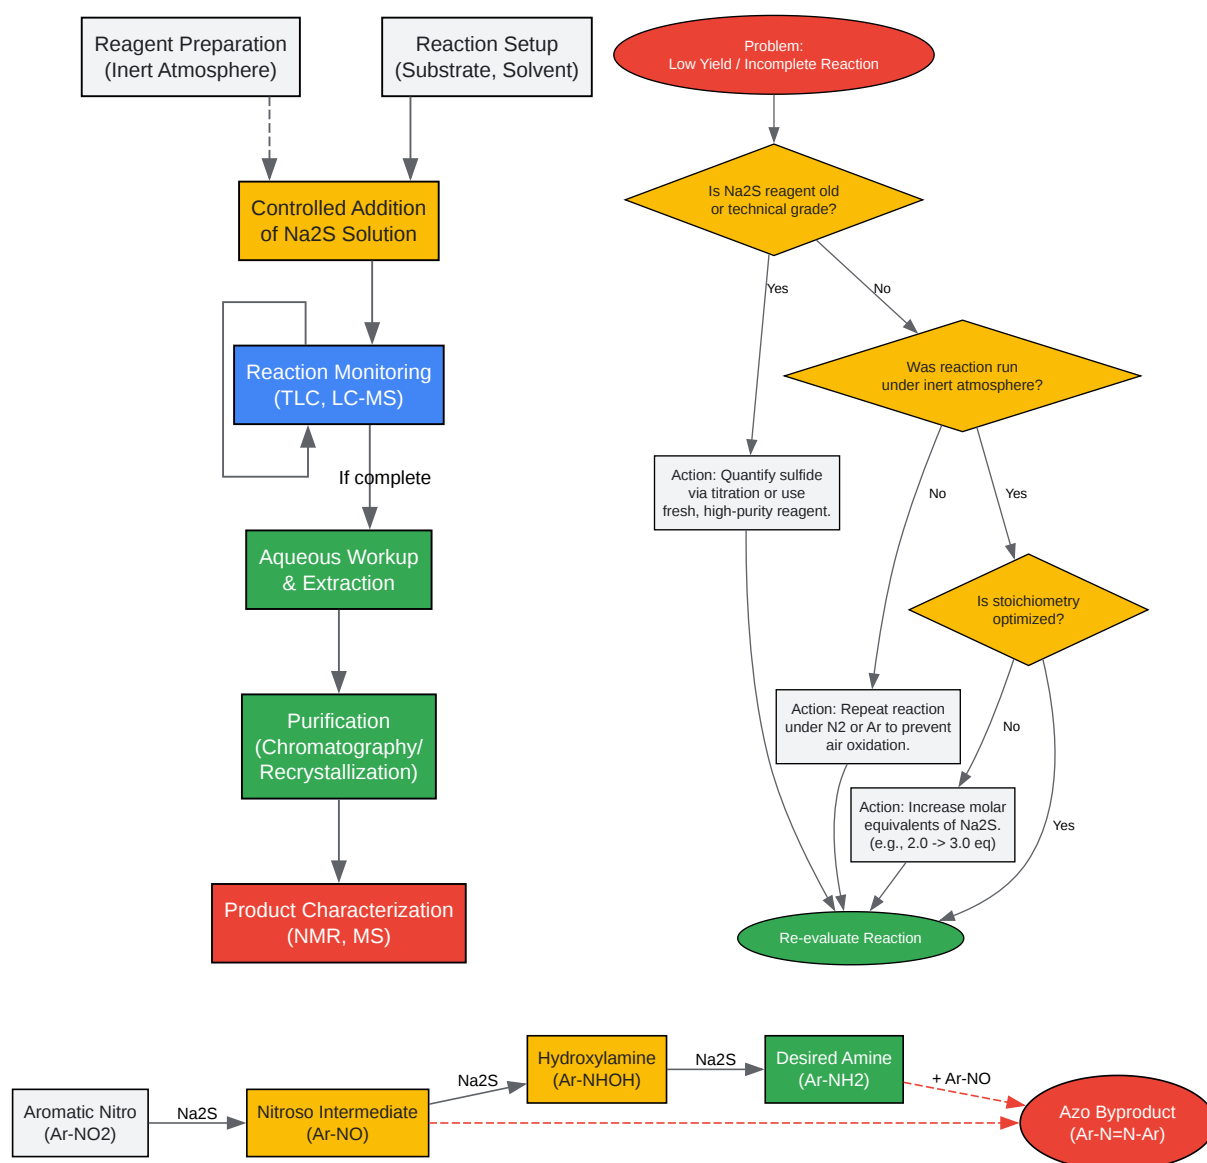 Reagent Preparation
(Inert Atmosphere)
Reaction Setup
(Substrate, Solvent)
Controlled Addition
of Na2S Solution
Reaction Monitoring
(TLC, LC-MS)
If complete
Aqueous Workup
& Extraction
Purification
(Chromatography/
Recrystallization)
Product Characterization
(NMR, MS)
Problem:
Low Yield / Incomplete Reaction
Is Na2S reagent old
or technical grade?
Yes
No
Was reaction run
under inert atmosphere?
Action: Quantify sulfide
via titration or use
fresh, high-purity reagent.
No
Yes
Is stoichiometry
optimized?
Action: Repeat reaction
under N2 or Ar to prevent
air oxidation.
No
Action: Increase molar
equivalents of Na2S.
(e.g., 2.0 -> 3.0 eq)
Yes
Re-evaluate Reaction
Aromatic Nitro
(Ar-NO2)
Na2S
Nitroso Intermediate
(Ar-NO)
Na2S
Hydroxylamine
(Ar-NHOH)
Na2S
Desired Amine
(Ar-NH2)
+ Ar-NO
Azo Byproduct
(Ar-N=N-Ar)